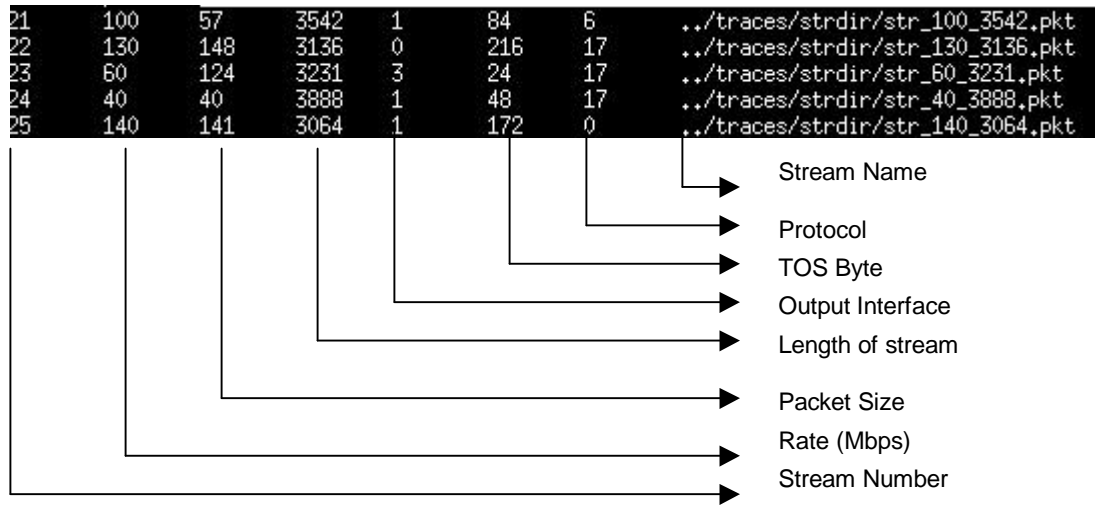 21 100 57 3542 1 84 6 ../traces/strdir/str_100_3542.pkt
22 130 148 3136 0 216 17 ../traces/strdir/str_130_3136.pkt
23 60 124 3231 3 24 17 ../traces/strdir/str_60_3231.pkt
24 40 40 3888 1 48 17 ../traces/strdir/str_40_3888.pkt
25 140 141 3064 1 172 0 ../traces/strdir/str_140_3064.pkt
Stream Name
Protocol
TOS Byte
Output Interface
Length of stream
Packet Size
Rate (Mbps)
Stream Number